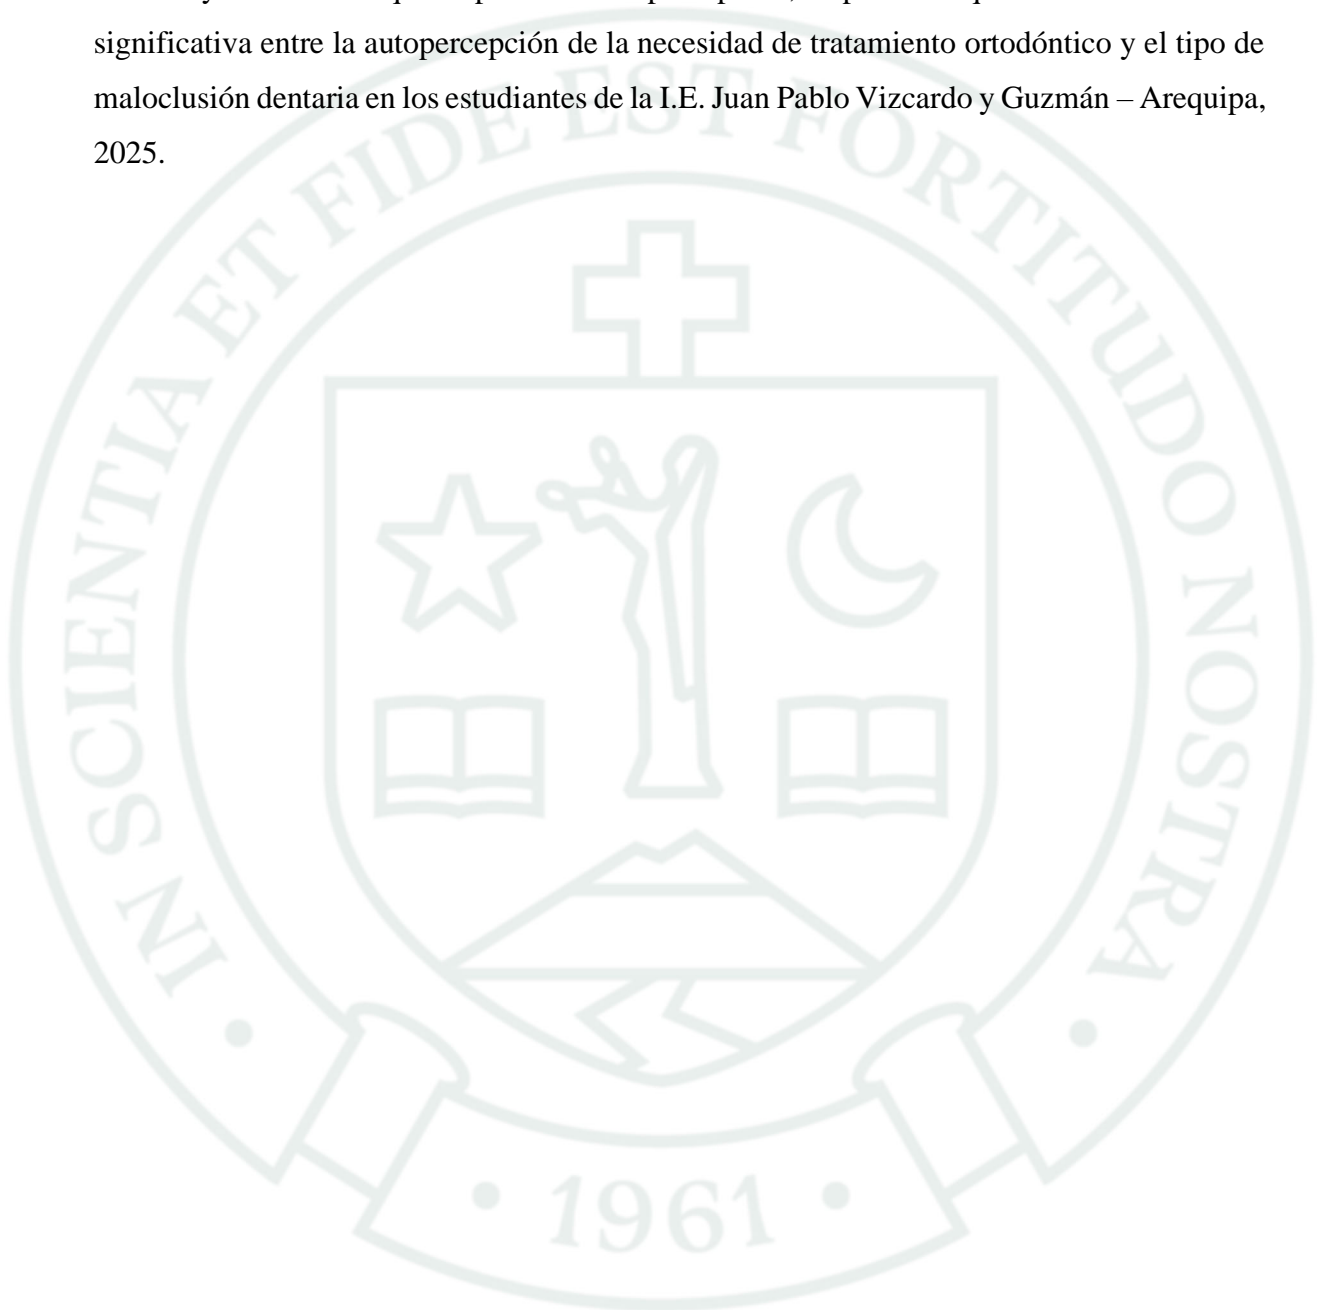 significativa entre la autopercepción de la necesidad de tratamiento ortodóntico y el tipo de
maloclusión dentaria en los estudiantes de la I.E. Juan Pablo Vizcardo y Guzmán – Arequipa,
2025.
IN SCIENTIA ET FIDE EST FORTITUDO NOSTRA
• 1961 •